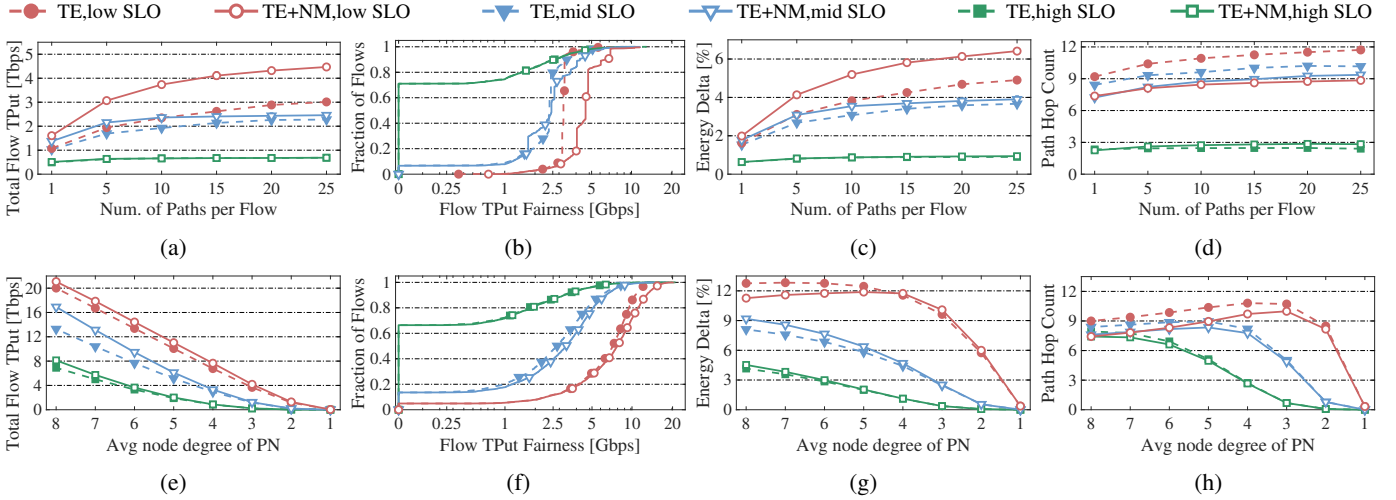 TE,low SLO TE+NM,low SLO TE,mid SLO TE+NM,mid SLO TE,high SLO TE+NM,high SLO
Total Flow TPut [Tbps]
5
4
3
2
1
0
1 5 10 15 20 25
Num. of Paths per Flow
(a)
Fraction of Flows
1
0.8
0.6
0.4
0.2
0
0 0.25 1 2.5 5 10 20
Flow TPut Fairness [Gbps]
(b)
Energy Delta [%]
6
4
2
0
1 5 10 15 20 25
Num. of Paths per Flow
(c)
Path Hop Count
12
9
6
3
0
1 5 10 15 20 25
Num. of Paths per Flow
(d)
Total Flow TPut [Tbps]
20
16
12
8
4
0
8 7 6 5 4 3 2 1
Avg node degree of PN
(e)
Fraction of Flows
1
0.8
0.6
0.4
0.2
0
0 0.25 1 2.5 5 10 20
Flow TPut Fairness [Gbps]
(f)
Energy Delta [%]
12
9
6
3
0
8 7 6 5 4 3 2 1
Avg node degree of PN
(g)
Path Hop Count
12
9
6
3
0
8 7 6 5 4 3 2 1
Avg node degree of PN
(h)